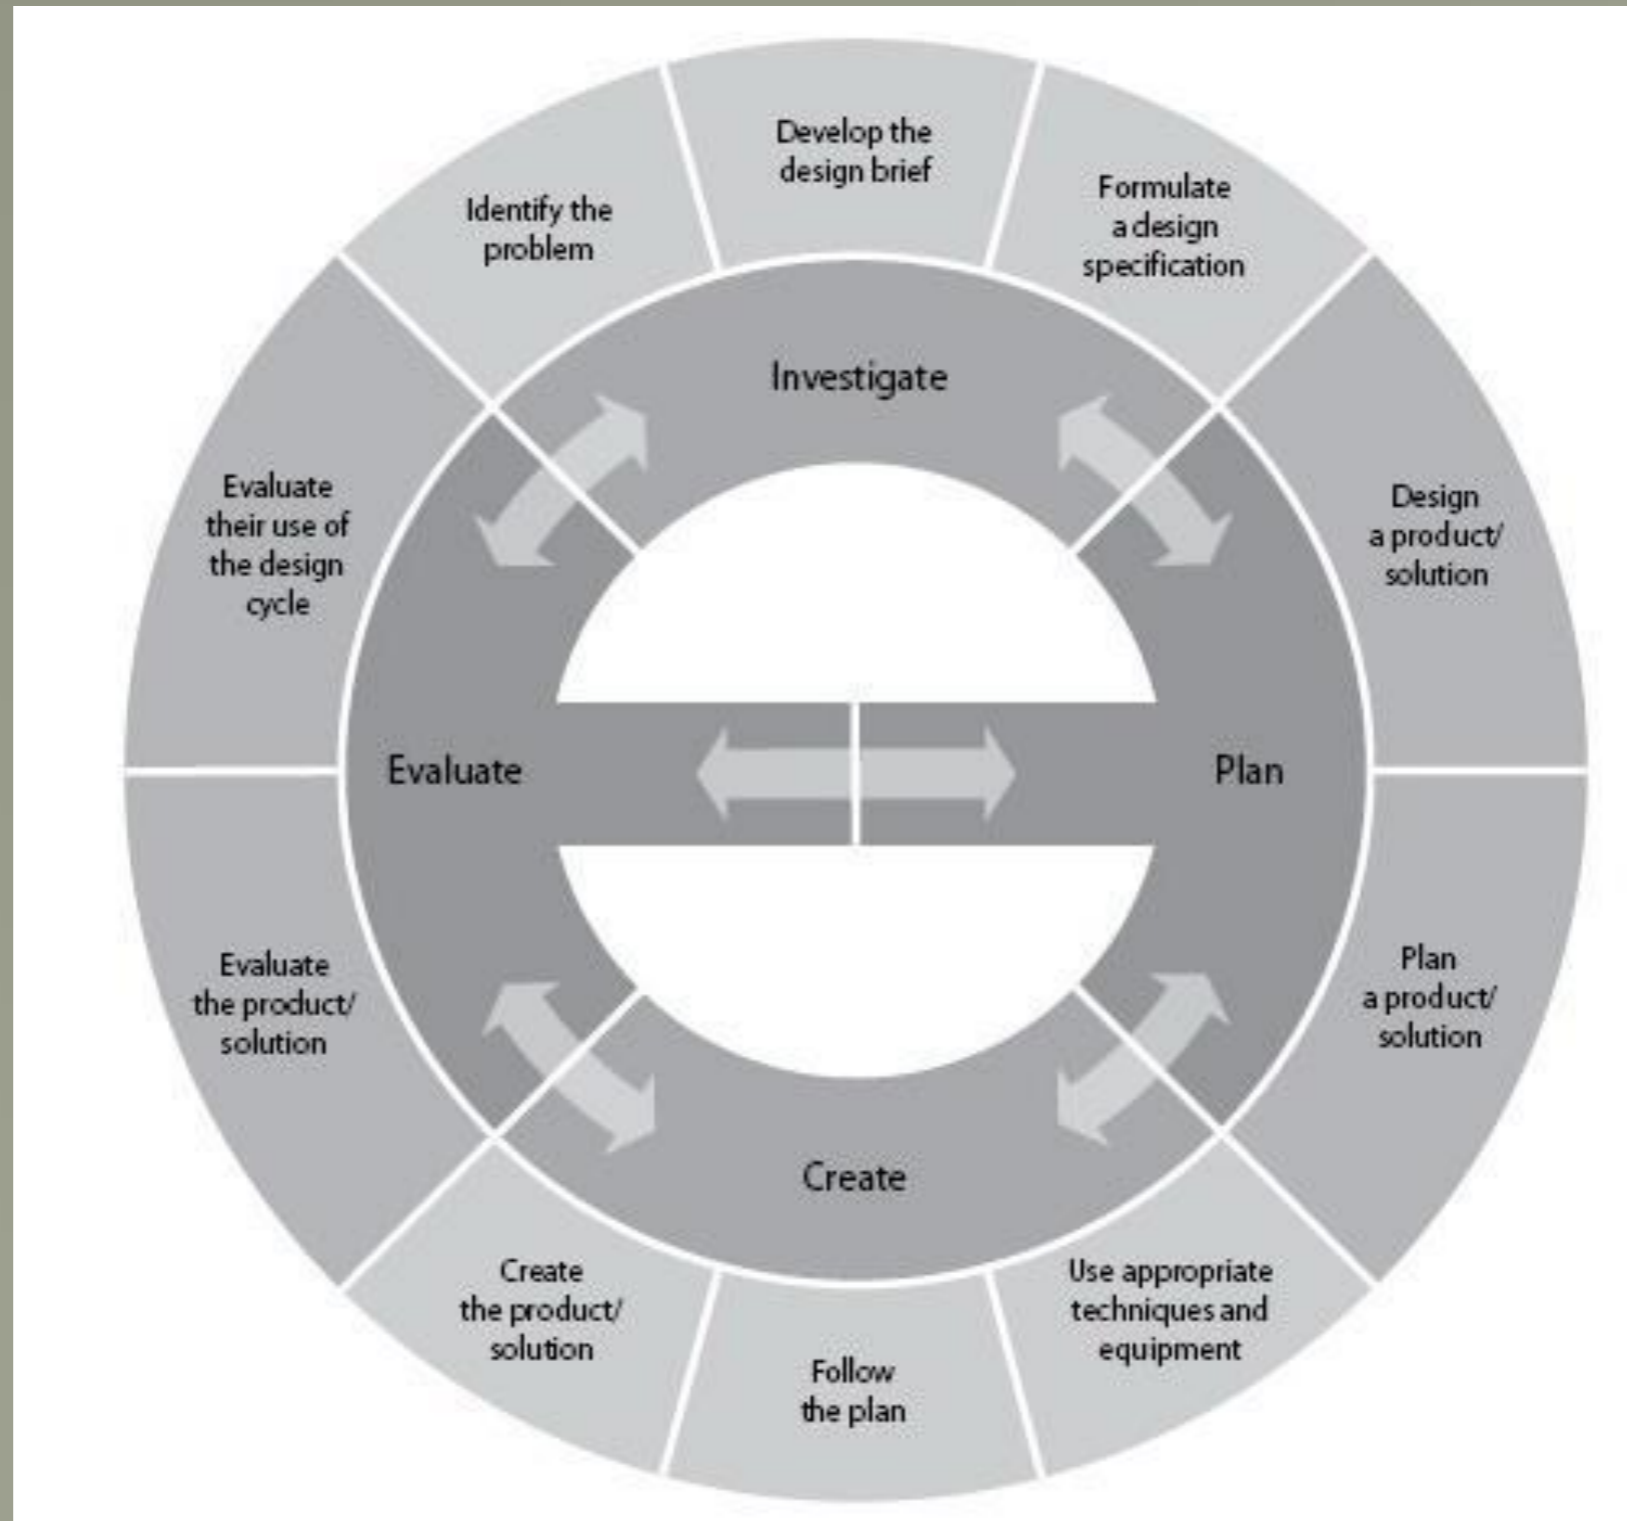 Develop the
design brief
Identify the
problem
Formulate
a design
specification
Investigate
Evaluate
their use of
the design
cycle
Design
a product/
solution
Evaluate
Plan
Evaluate
the product/
solution
Plan
a product/
solution
Create
Create
the product/
solution
Follow
the plan
Use appropriate
techniques and
equipment